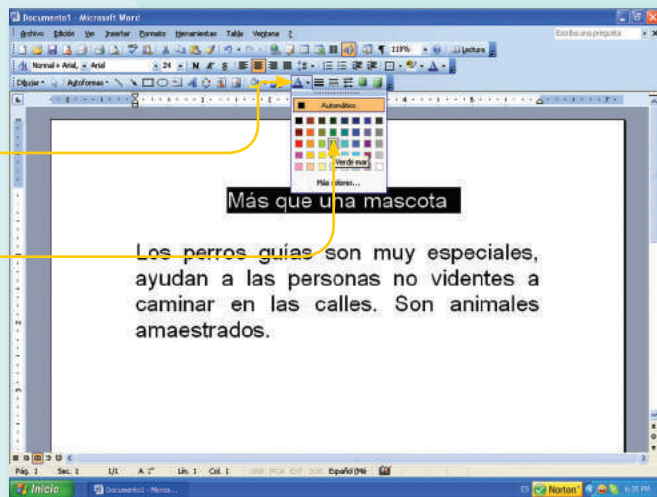 Documento1 - Microsoft Word
Archivo Edición Ver Insertar Formato Herramientas Tabla Ventana ?
Escriba una pregunta
119% Lectura
Normal + Arial, Arial 24 N K S
Dibujar Autoformas
Automático
Verde mar
Más colores...
Más que una mascota
Los perros guías son muy especiales,
ayudan a las personas no videntes a
caminar en las calles. Son animales
amaestrados.
Pág. 1 Sec. 1 1/1 Lín. 1 Col. 1 Español (Mé
Inicio Documento1 - Micros... ES Norton